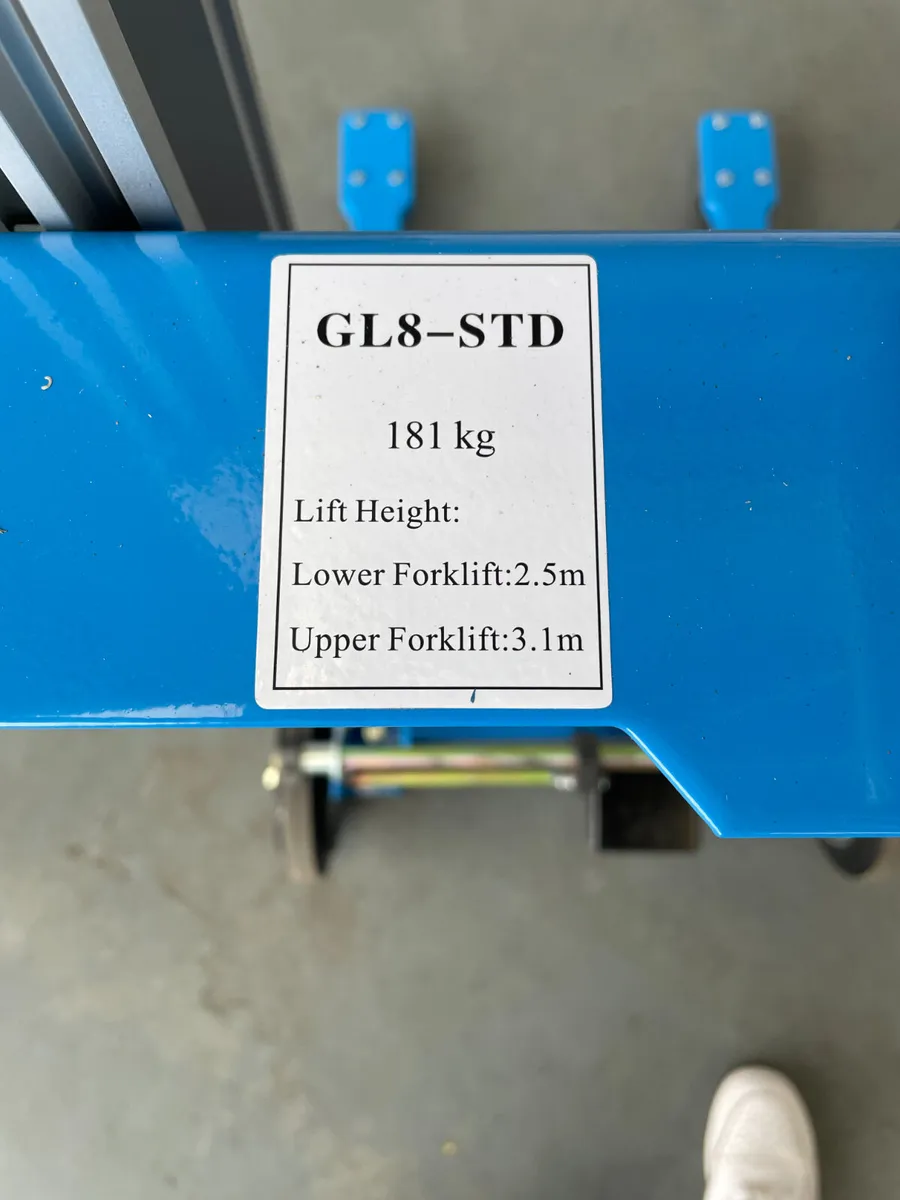 GL8-STD
181 kg
Lift Height:
Lower Forklift:2.5m
Upper Forklift:3.1m